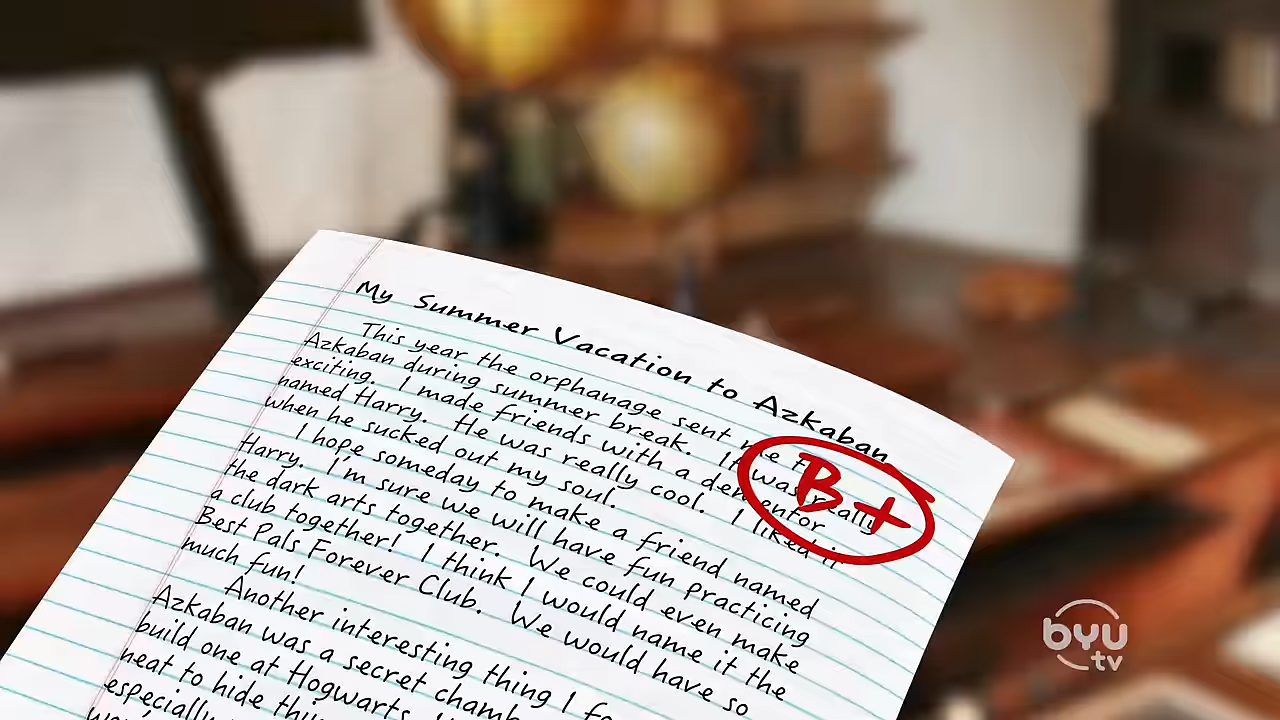 My Summer Vacation to Azkaban
This year the orphanage sent me
Azkaban during summer break. It was really
exciting. I made friends with a dementor
named Harry. He was really cool. I liked it
when he sucked out my soul.
I hope someday to make a friend named
Harry. I'm sure we will have fun practicing
the dark arts together. We could even make
a club together! I think I would name it the
Best Pals Forever Club. We would have so
much fun!
Another interesting thing I fo
Azkaban was a secret chamb
build one at Hogwarts.
neat to hide
especially
B+
byu
tv